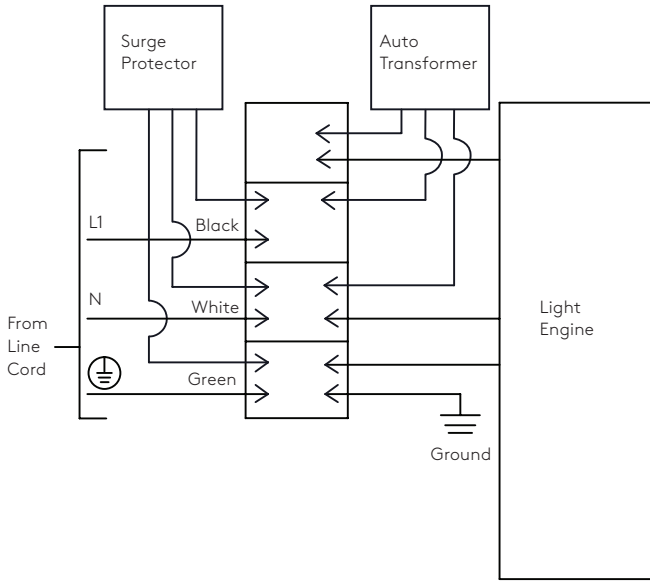 Surge
Protector
Auto
Transformer
L1
Black
N
White
From
Line
Cord
Green
Light
Engine
Ground